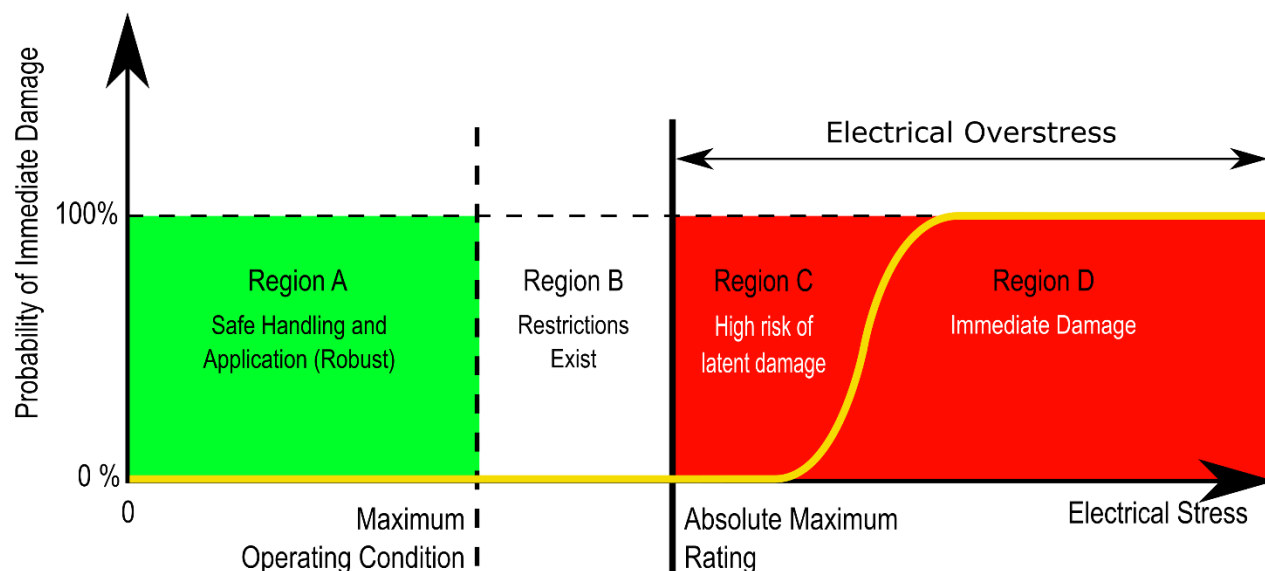 Probability of Immediate Damage
Electrical Overstress
100%
Region A
Safe Handling and
Application (Robust)
Region B
Restrictions
Exist
Region C
High risk of
latent damage
Region D
Immediate Damage
0 %
0
Maximum
Operating Condition
Absolute Maximum
Rating
Electrical Stress